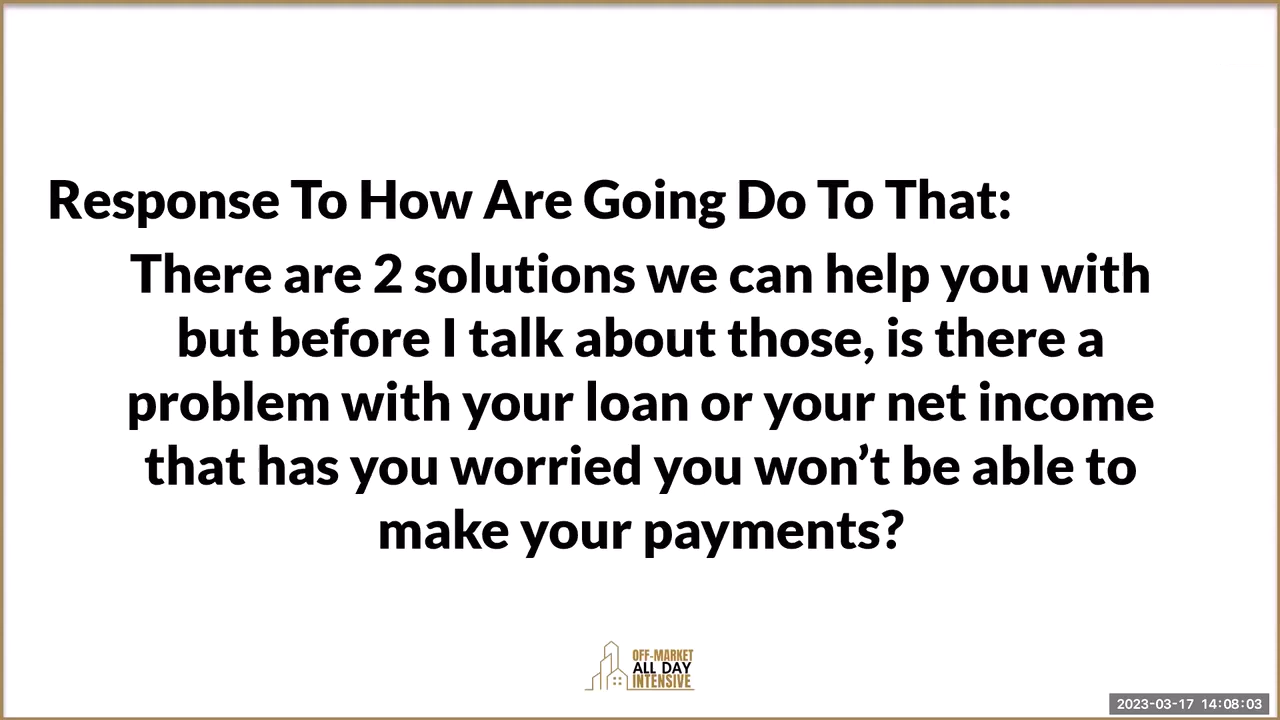 Response To How Are Going Do To That:
There are 2 solutions we can help you with
but before I talk about those, is there a
problem with your loan or your net income
that has you worried you won’t be able to
make your payments?
OFF-MARKET
ALL DAY
INTENSIVE
2023-03-17 14:08:03